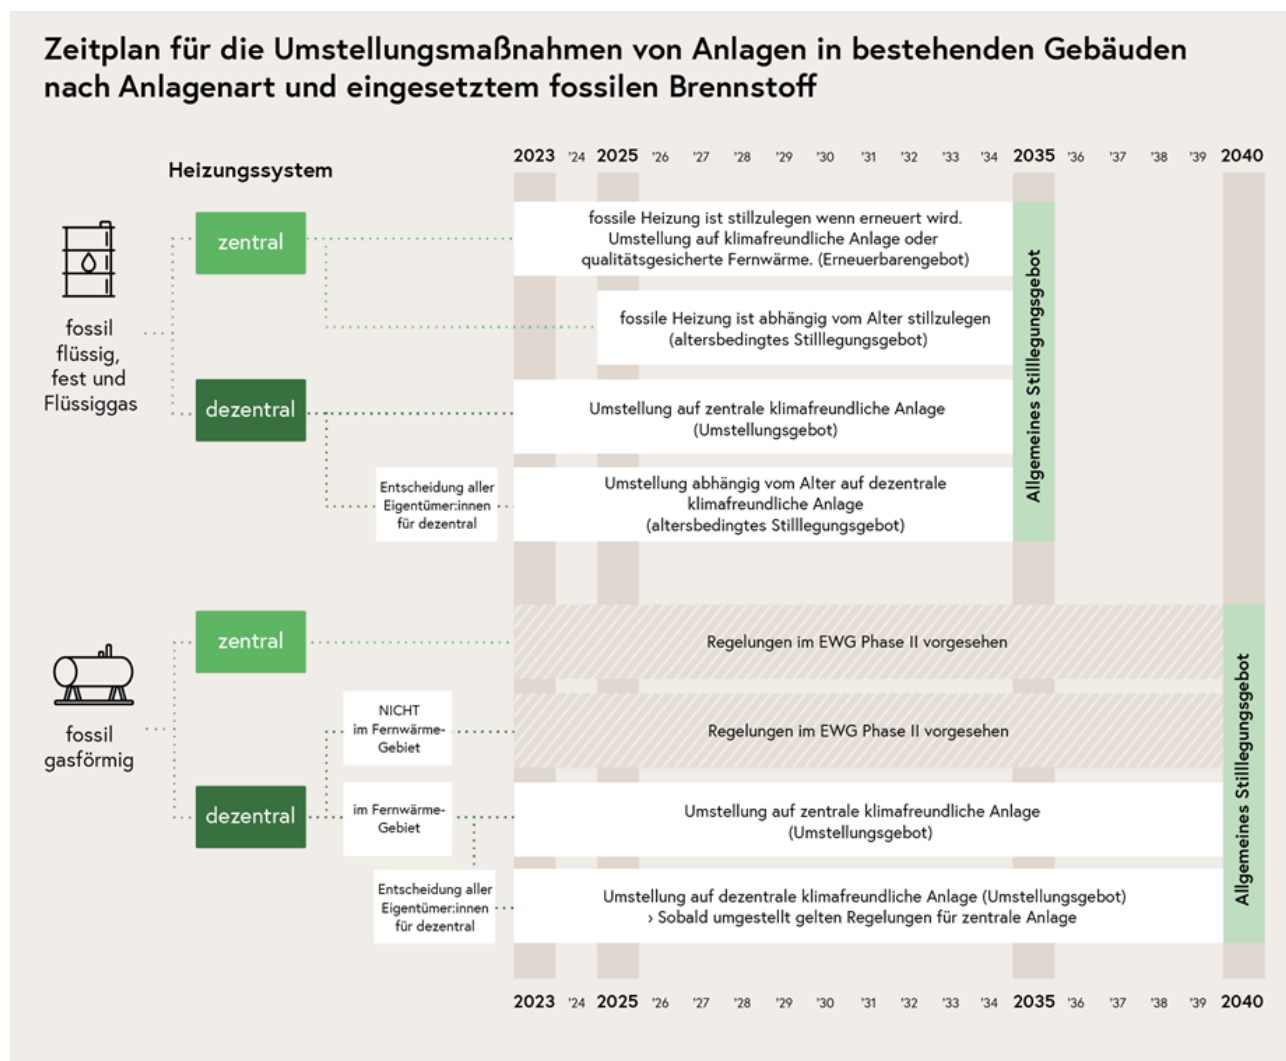 Zeitplan für die Umstellungsmaßnahmen von Anlagen in bestehenden Gebäuden
nach Anlagenart und eingesetztem fossilen Brennstoff
Heizungssystem
2023 '24 2025 '26 '27 '28 '29 '30 '31 '32 '33 '34 2035 '36 '37 '38 '39 2040
fossil
flüssig,
fest und
Flüssiggas
zentral
fossile Heizung ist stillzulegen wenn erneuert wird.
Umstellung auf klimafreundliche Anlage oder
qualitätsgesicherte Fernwärme. (Erneuerbarengebot)
fossile Heizung ist abhängig vom Alter stillzulegen
(altersbedingtes Stilllegungsgebot)
dezentral
Umstellung auf zentrale klimafreundliche Anlage
(Umstellungsgebot)
Entscheidung aller
Eigentümer:innen
für dezentral
Umstellung abhängig vom Alter auf dezentrale
klimafreundliche Anlage
(altersbedingtes Stilllegungsgebot)
Allgemeines Stilllegungsgebot
fossil
gasförmig
zentral
Regelungen im EWG Phase II vorgesehen
NICHT
im Fernwärme-
Gebiet
Regelungen im EWG Phase II vorgesehen
dezentral
im Fernwärme-
Gebiet
Umstellung auf zentrale klimafreundliche Anlage
(Umstellungsgebot)
Entscheidung aller
Eigentümer:innen
für dezentral
Umstellung auf dezentrale klimafreundliche Anlage (Umstellungsgebot)
› Sobald umgestellt gelten Regelungen für zentrale Anlage
Allgemeines Stilllegungsgebot
2023 '24 2025 '26 '27 '28 '29 '30 '31 '32 '33 '34 2035 '36 '37 '38 '39 2040